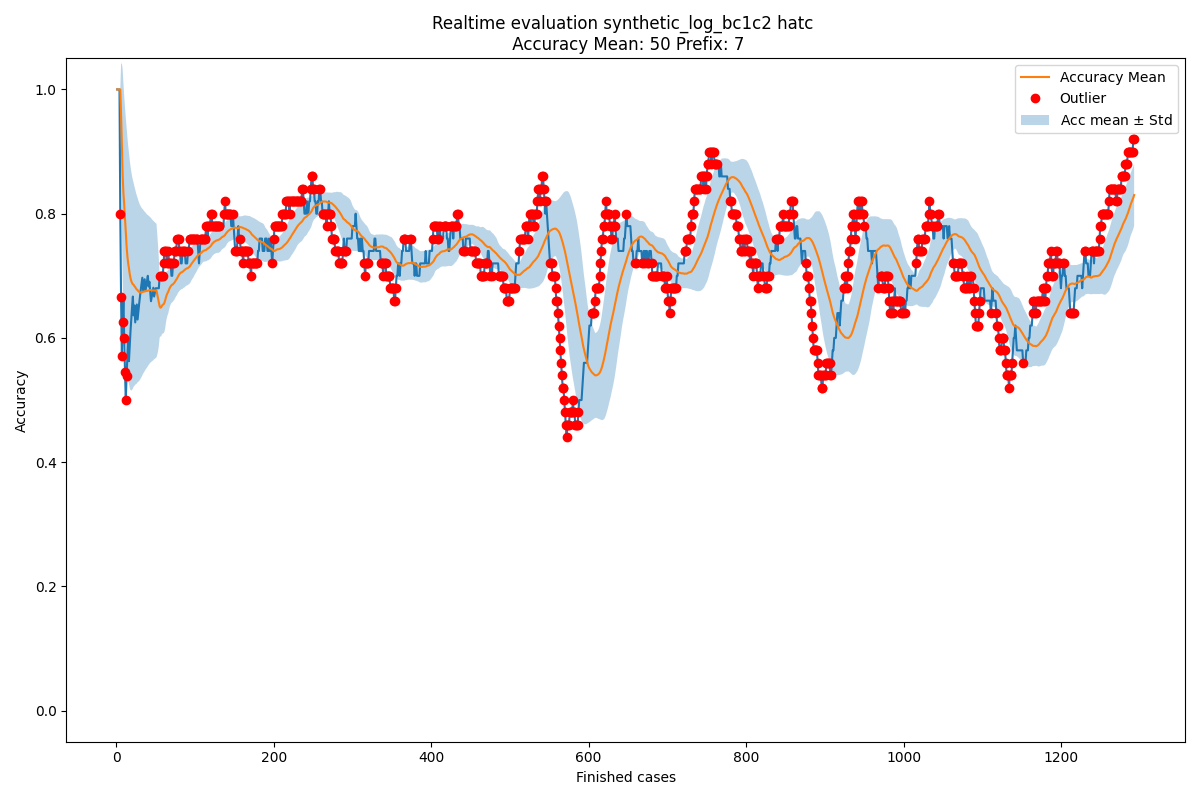 Realtime evaluation synthetic_log_bc1c2 hatc
Accuracy Mean: 50 Prefix: 7
Accuracy Mean
Outlier
Acc mean ± Std
1.0
0.8
0.6
0.4
0.2
0.0
Accuracy
0 200 400 600 800 1000 1200
Finished cases